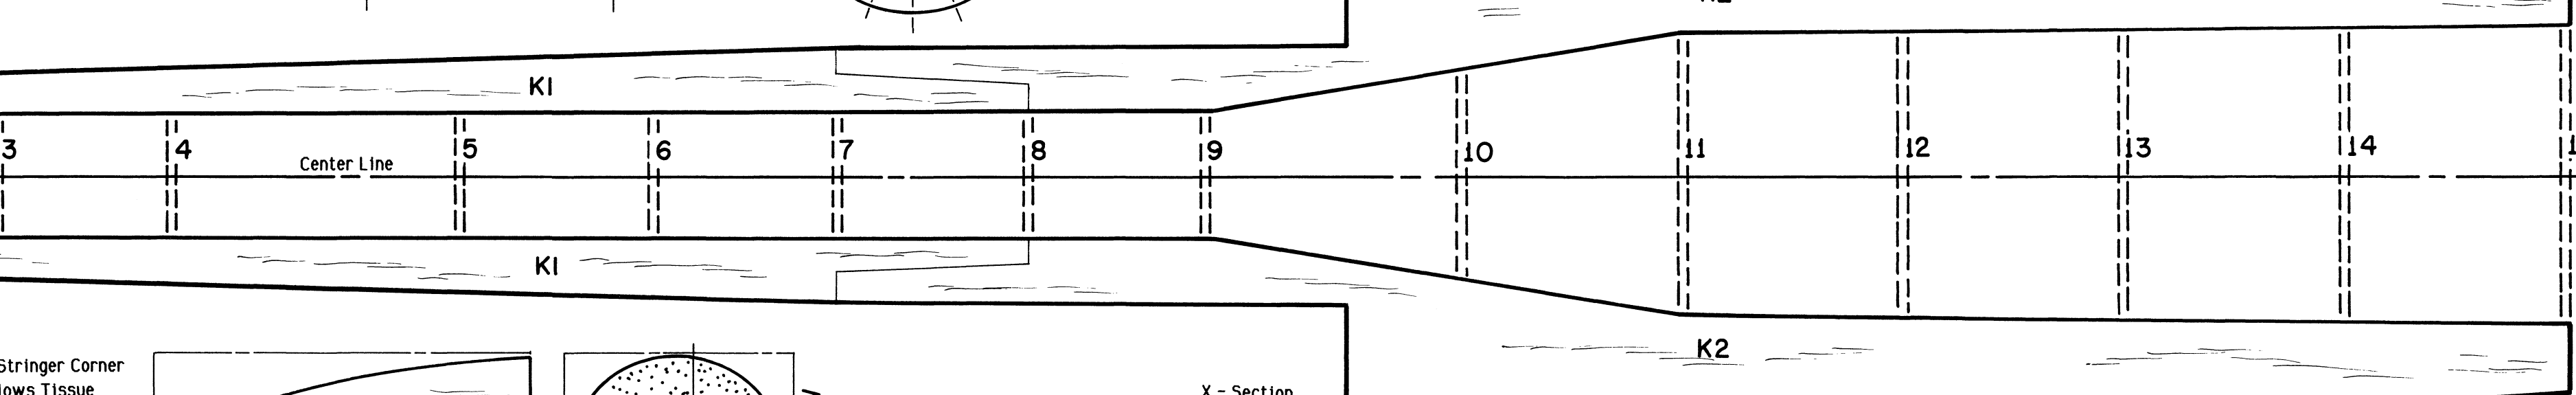 K1
3 4 5 6 7 8 9 10 11 12 13 14
Center Line
K1
K2
Stringer Corner
Tissue
X - Section